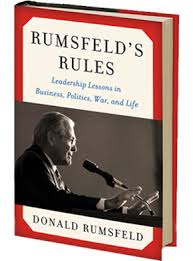 RUMSFELD'S
RULES
Leadership Lessons in
Business, Politics, War, and Life
DONALD RUMSFELD